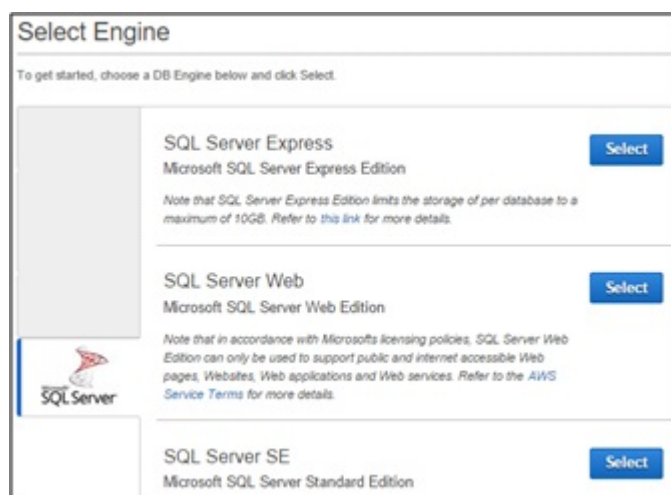 Select Engine
To get started, choose a DB Engine below and click Select.
SQL Server Express
Select
Microsoft SQL Server Express Edition
Note that SQL Server Express Edition limits the storage of per database to a
maximum of 10GB. Refer to this link for more details.
SQL Server Web
Select
Microsoft SQL Server Web Edition
Note that in accordance with Microsofts licensing policies, SQL Server Web
Edition can only be used to support public and internet accessible Web
pages, Websites, Web applications and Web services. Refer to the AWS
Service Terms for more details.
Microsoft
SQL Server
SQL Server SE
Select
Microsoft SQL Server Standard Edition